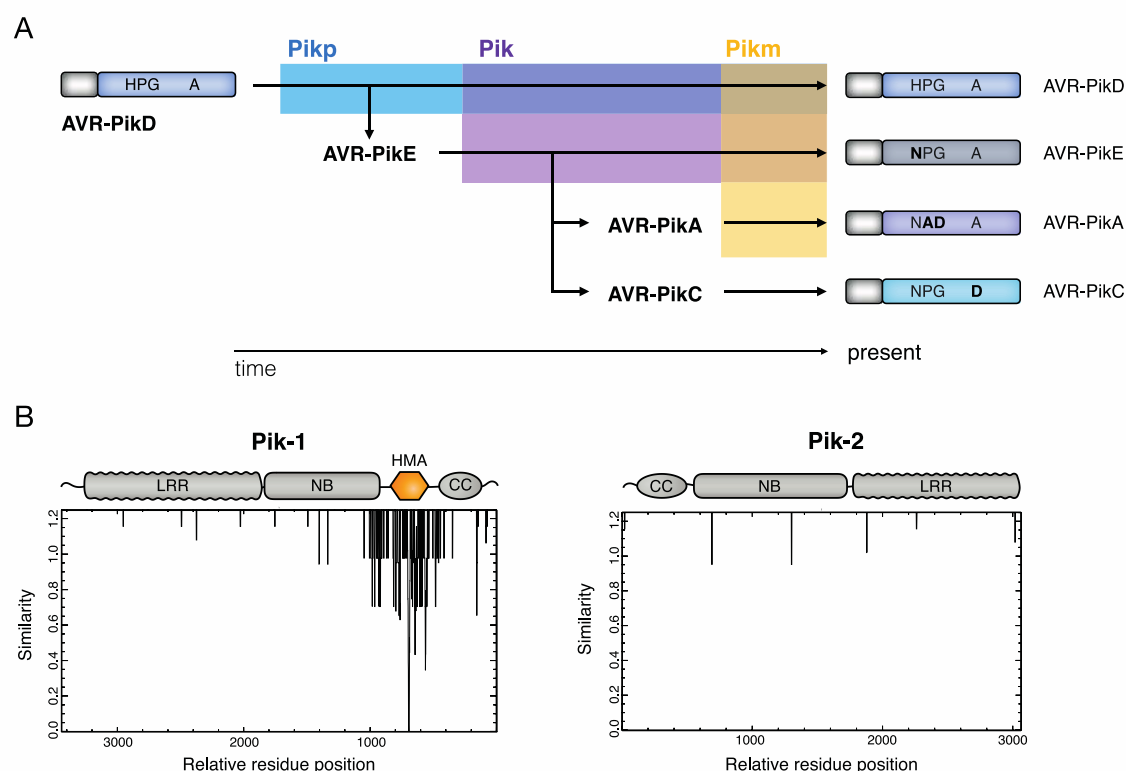 A
Pikp Pik Pikm
HPG A
AVR-PikD
HPG A AVR-PikD
AVR-PikE
NPG A AVR-PikE
AVR-PikA
NAD A AVR-PikA
AVR-PikC
NPG D AVR-PikC
time
present
B
Pik-1
HMA
LRR NB CC
Similarity
0.0 0.2 0.4 0.6 0.8 1.0 1.2
3000 2000 1000
Relative residue position
Pik-2
CC NB LRR
Similarity
0.0 0.2 0.4 0.6 0.8 1.0 1.2
1000 2000 3000
Relative residue position